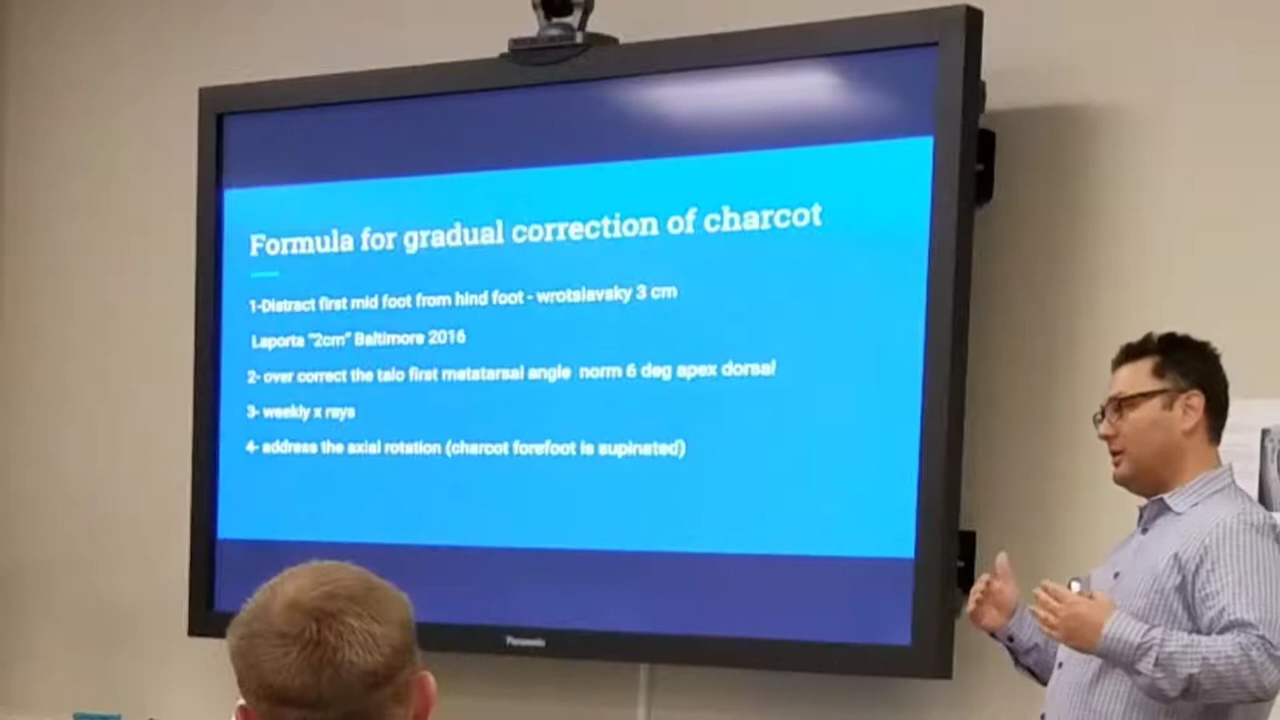 Formula for gradual correction of charcot
1-Distract first mid foot from hind foot - wrotslavsky 3 cm
Laporta "2cm" Baltimore 2016
2- over correct the talo first metatarsal angle norm 6 deg apex dorsal
3- weekly x rays
4- address the axial rotation (charcot forefoot is supinated)
Panasonic